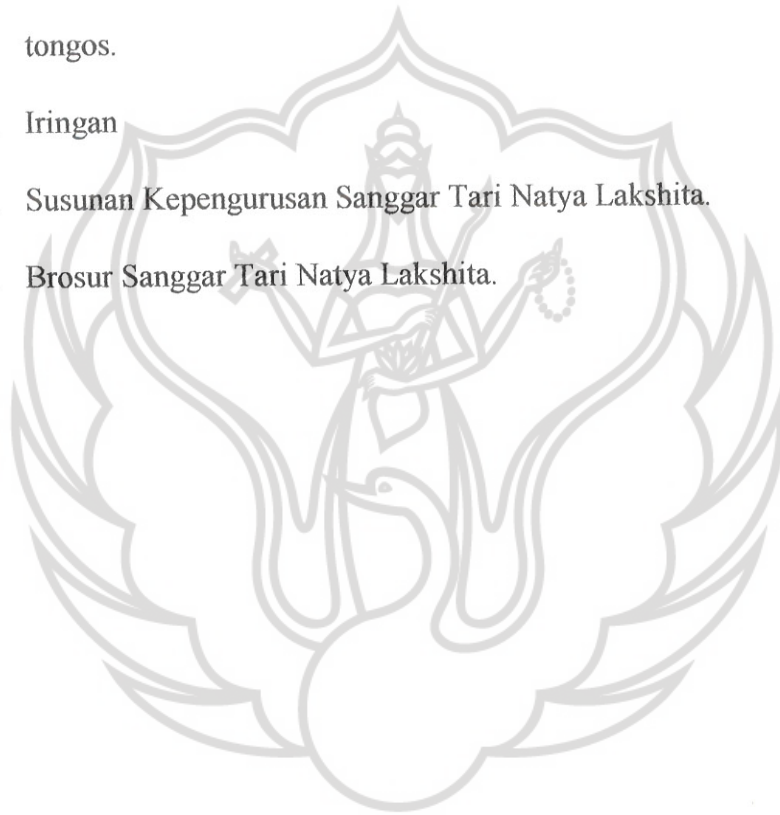 tongos.
Iringan
Susunan Kepengurusan Sanggar Tari Natya Lakshita.
Brosur Sanggar Tari Natya Lakshita.